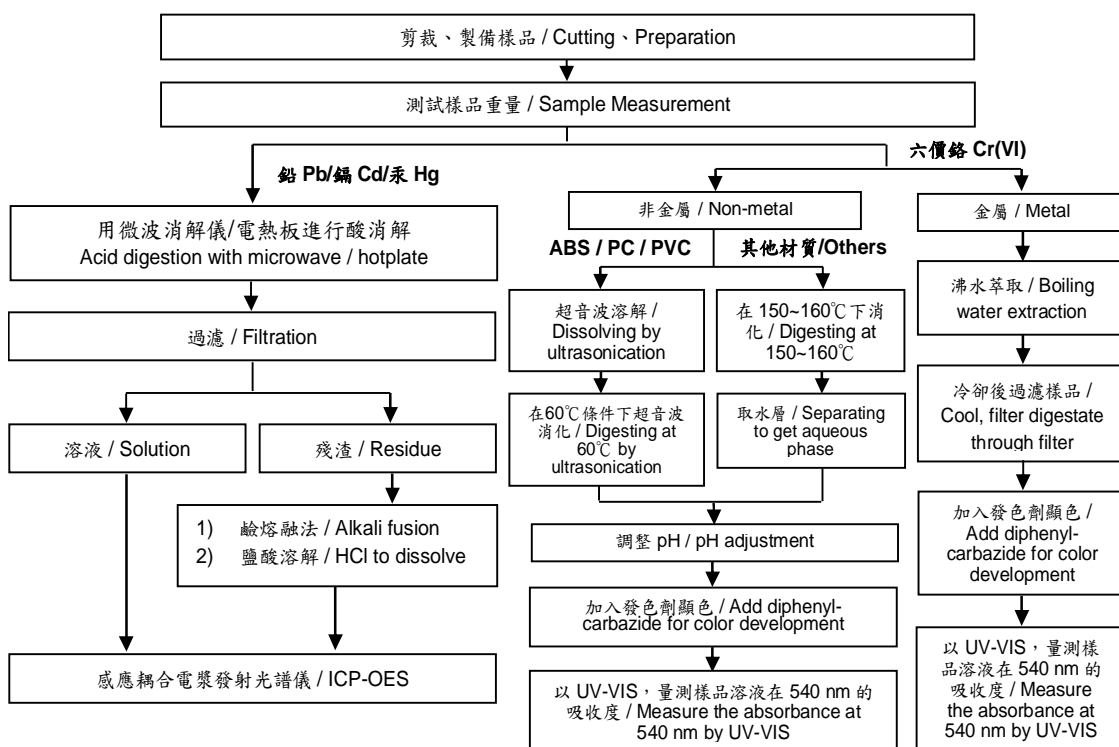 剪裁、製備樣品 / Cutting、Preparation
測試樣品重量 / Sample Measurement
鉛 Pb/鎘 Cd/汞 Hg
六價鉻 Cr(VI)
用微波消解儀/電熱板進行酸消解
Acid digestion with microwave / hotplate
過濾 / Filtration
溶液 / Solution
殘渣 / Residue
1) 鹼熔融法 / Alkali fusion
2) 鹽酸溶解 / HCl to dissolve
感應耦合電漿發射光譜儀 / ICP-OES
非金屬 / Non-metal
ABS / PC / PVC
其他材質/Others
超音波溶解 /
Dissolving by
ultrasonication
在60℃條件下超音波
消化 / Digesting at
60℃ by
ultrasonication
在 150~160℃下消
化 / Digesting at
150~160℃
取水層 / Separating
to get aqueous
phase
調整 pH / pH adjustment
加入發色劑顯色 / Add diphenyl-
carbazide for color development
以 UV-VIS，量測樣品溶液在 540 nm 的
吸收度 / Measure the absorbance at
540 nm by UV-VIS
金屬 / Metal
沸水萃取 / Boiling
water extraction
冷卻後過濾樣品 /
Cool, filter digestate
through filter
加入發色劑顯色 /
Add diphenyl-
carbazide for color
development
以 UV-VIS，量測樣
品溶液在 540 nm 的
吸收度 / Measure
the absorbance at
540 nm by UV-VIS